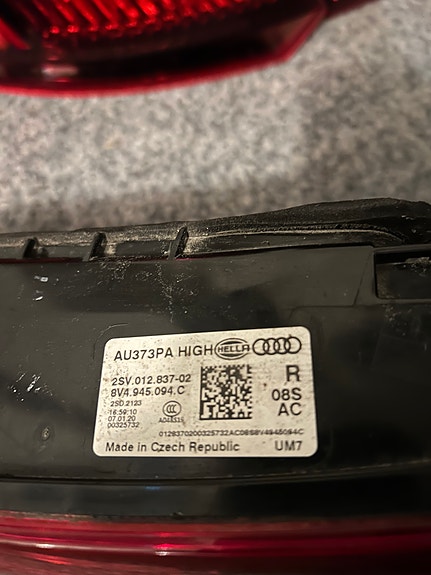 AU373PA HIGH HELLA
2SV.012.837-02
8V4.945.094.C
2SD.2123
16:59:10
07.01.20
00325732
R
08S
AC
Made in Czech Republic
UM7